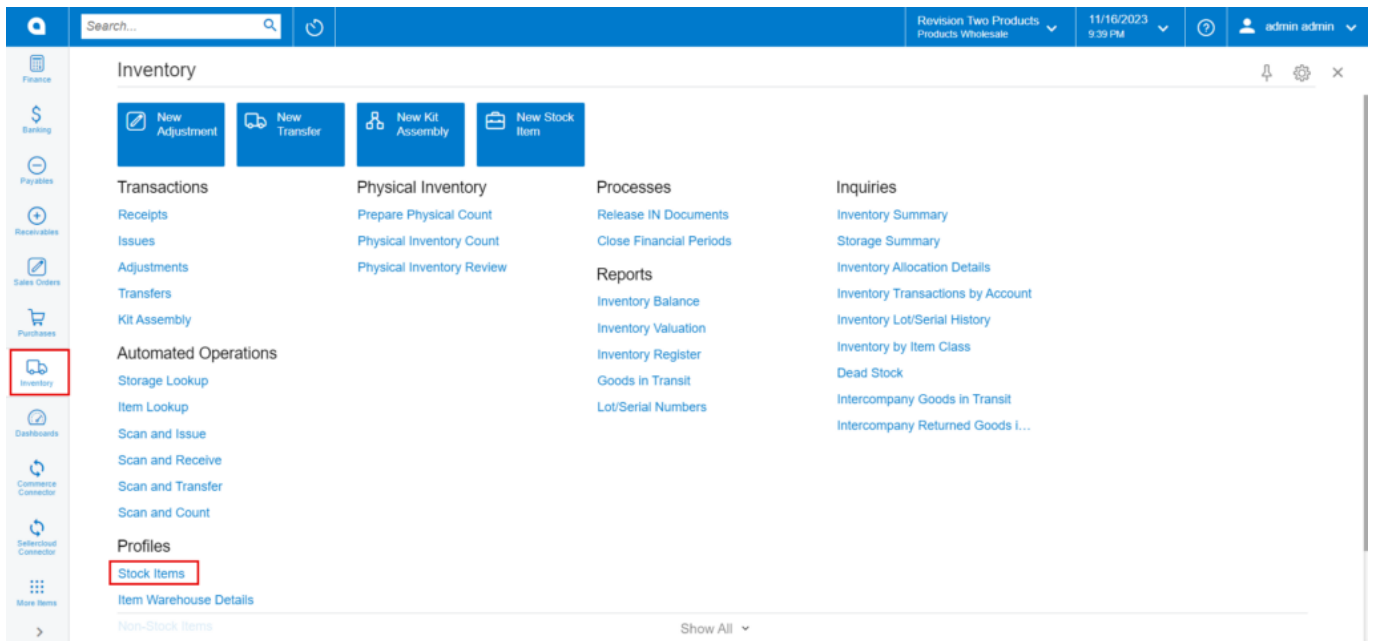 Search...
Revision Two Products
Products Wholesale
11/16/2023
9:39 PM
admin admin
Finance
Banking
Payables
Receivables
Sales Orders
Purchases
Inventory
Dashboards
Commerce
Connector
Sellercloud
Connector
More Items
Inventory
New
Adjustment
New
Transfer
New Kit
Assembly
New Stock
Item
Transactions
Receipts
Issues
Adjustments
Transfers
Kit Assembly
Automated Operations
Storage Lookup
Item Lookup
Scan and Issue
Scan and Receive
Scan and Transfer
Scan and Count
Profiles
Stock Items
Item Warehouse Details
Non-Stock Items
Physical Inventory
Prepare Physical Count
Physical Inventory Count
Physical Inventory Review
Processes
Release IN Documents
Close Financial Periods
Reports
Inventory Balance
Inventory Valuation
Inventory Register
Goods in Transit
Lot/Serial Numbers
Inquiries
Inventory Summary
Storage Summary
Inventory Allocation Details
Inventory Transactions by Account
Inventory Lot/Serial History
Inventory by Item Class
Dead Stock
Intercompany Goods in Transit
Intercompany Returned Goods i...
Show All